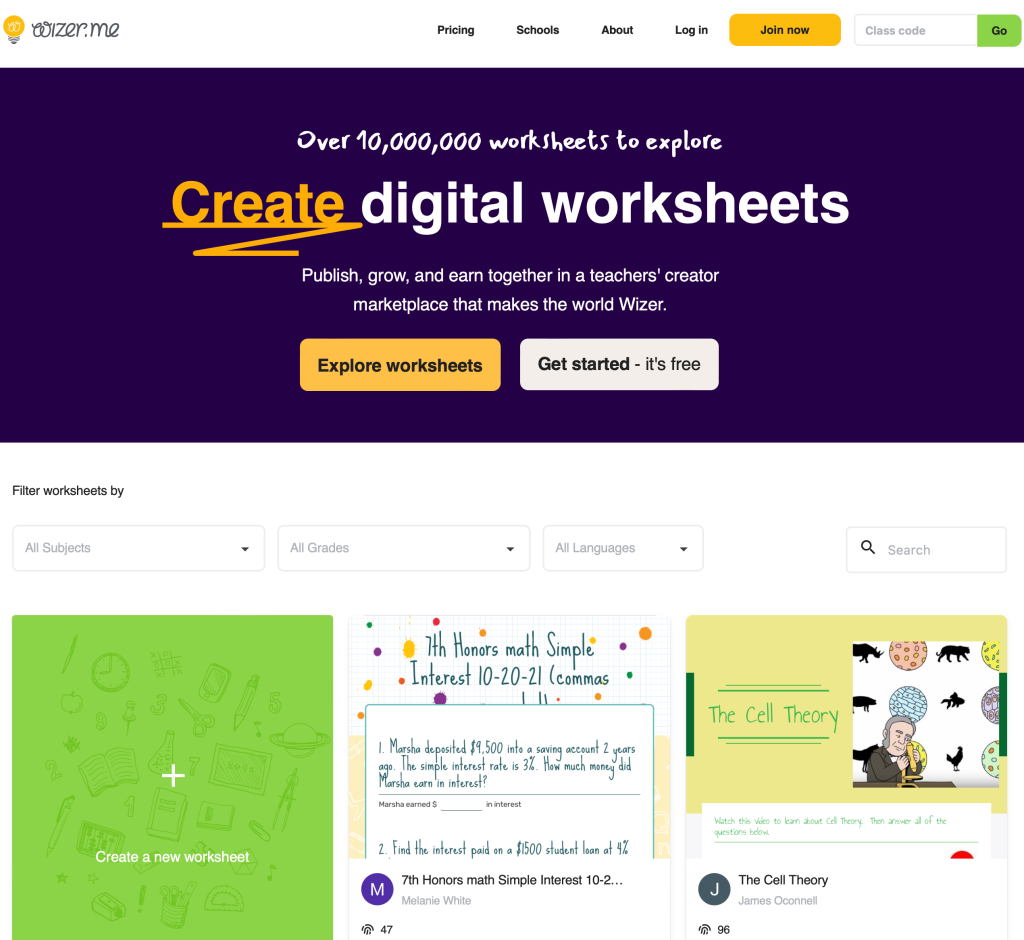 wizer.me
Pricing
Schools
About
Log in
Join now
Class code
Go
Over 10,000,000 worksheets to explore
Create digital worksheets
Publish, grow, and earn together in a teachers' creator
marketplace that makes the world Wizer.
Explore worksheets
Get started - it's free
Filter worksheets by
All Subjects
All Grades
All Languages
Search
Create a new worksheet
7th Honors math Simple
Interest 10-20-21 (commas
1. Marsha deposited $9,500 into a saving account 2 years
ago. The simple interest rate is 3%. How much money did
Marsha earn in interest?
Marsha earned $ ________ in interest
2. Find the interest paid on a $1500 student loan at 4%
M
7th Honors math Simple Interest 10-2...
Melanie White
47
The Cell Theory
Watch this video to learn about Cell Theory. Then answer all of the
questions below.
J
The Cell Theory
James Oconnell
96